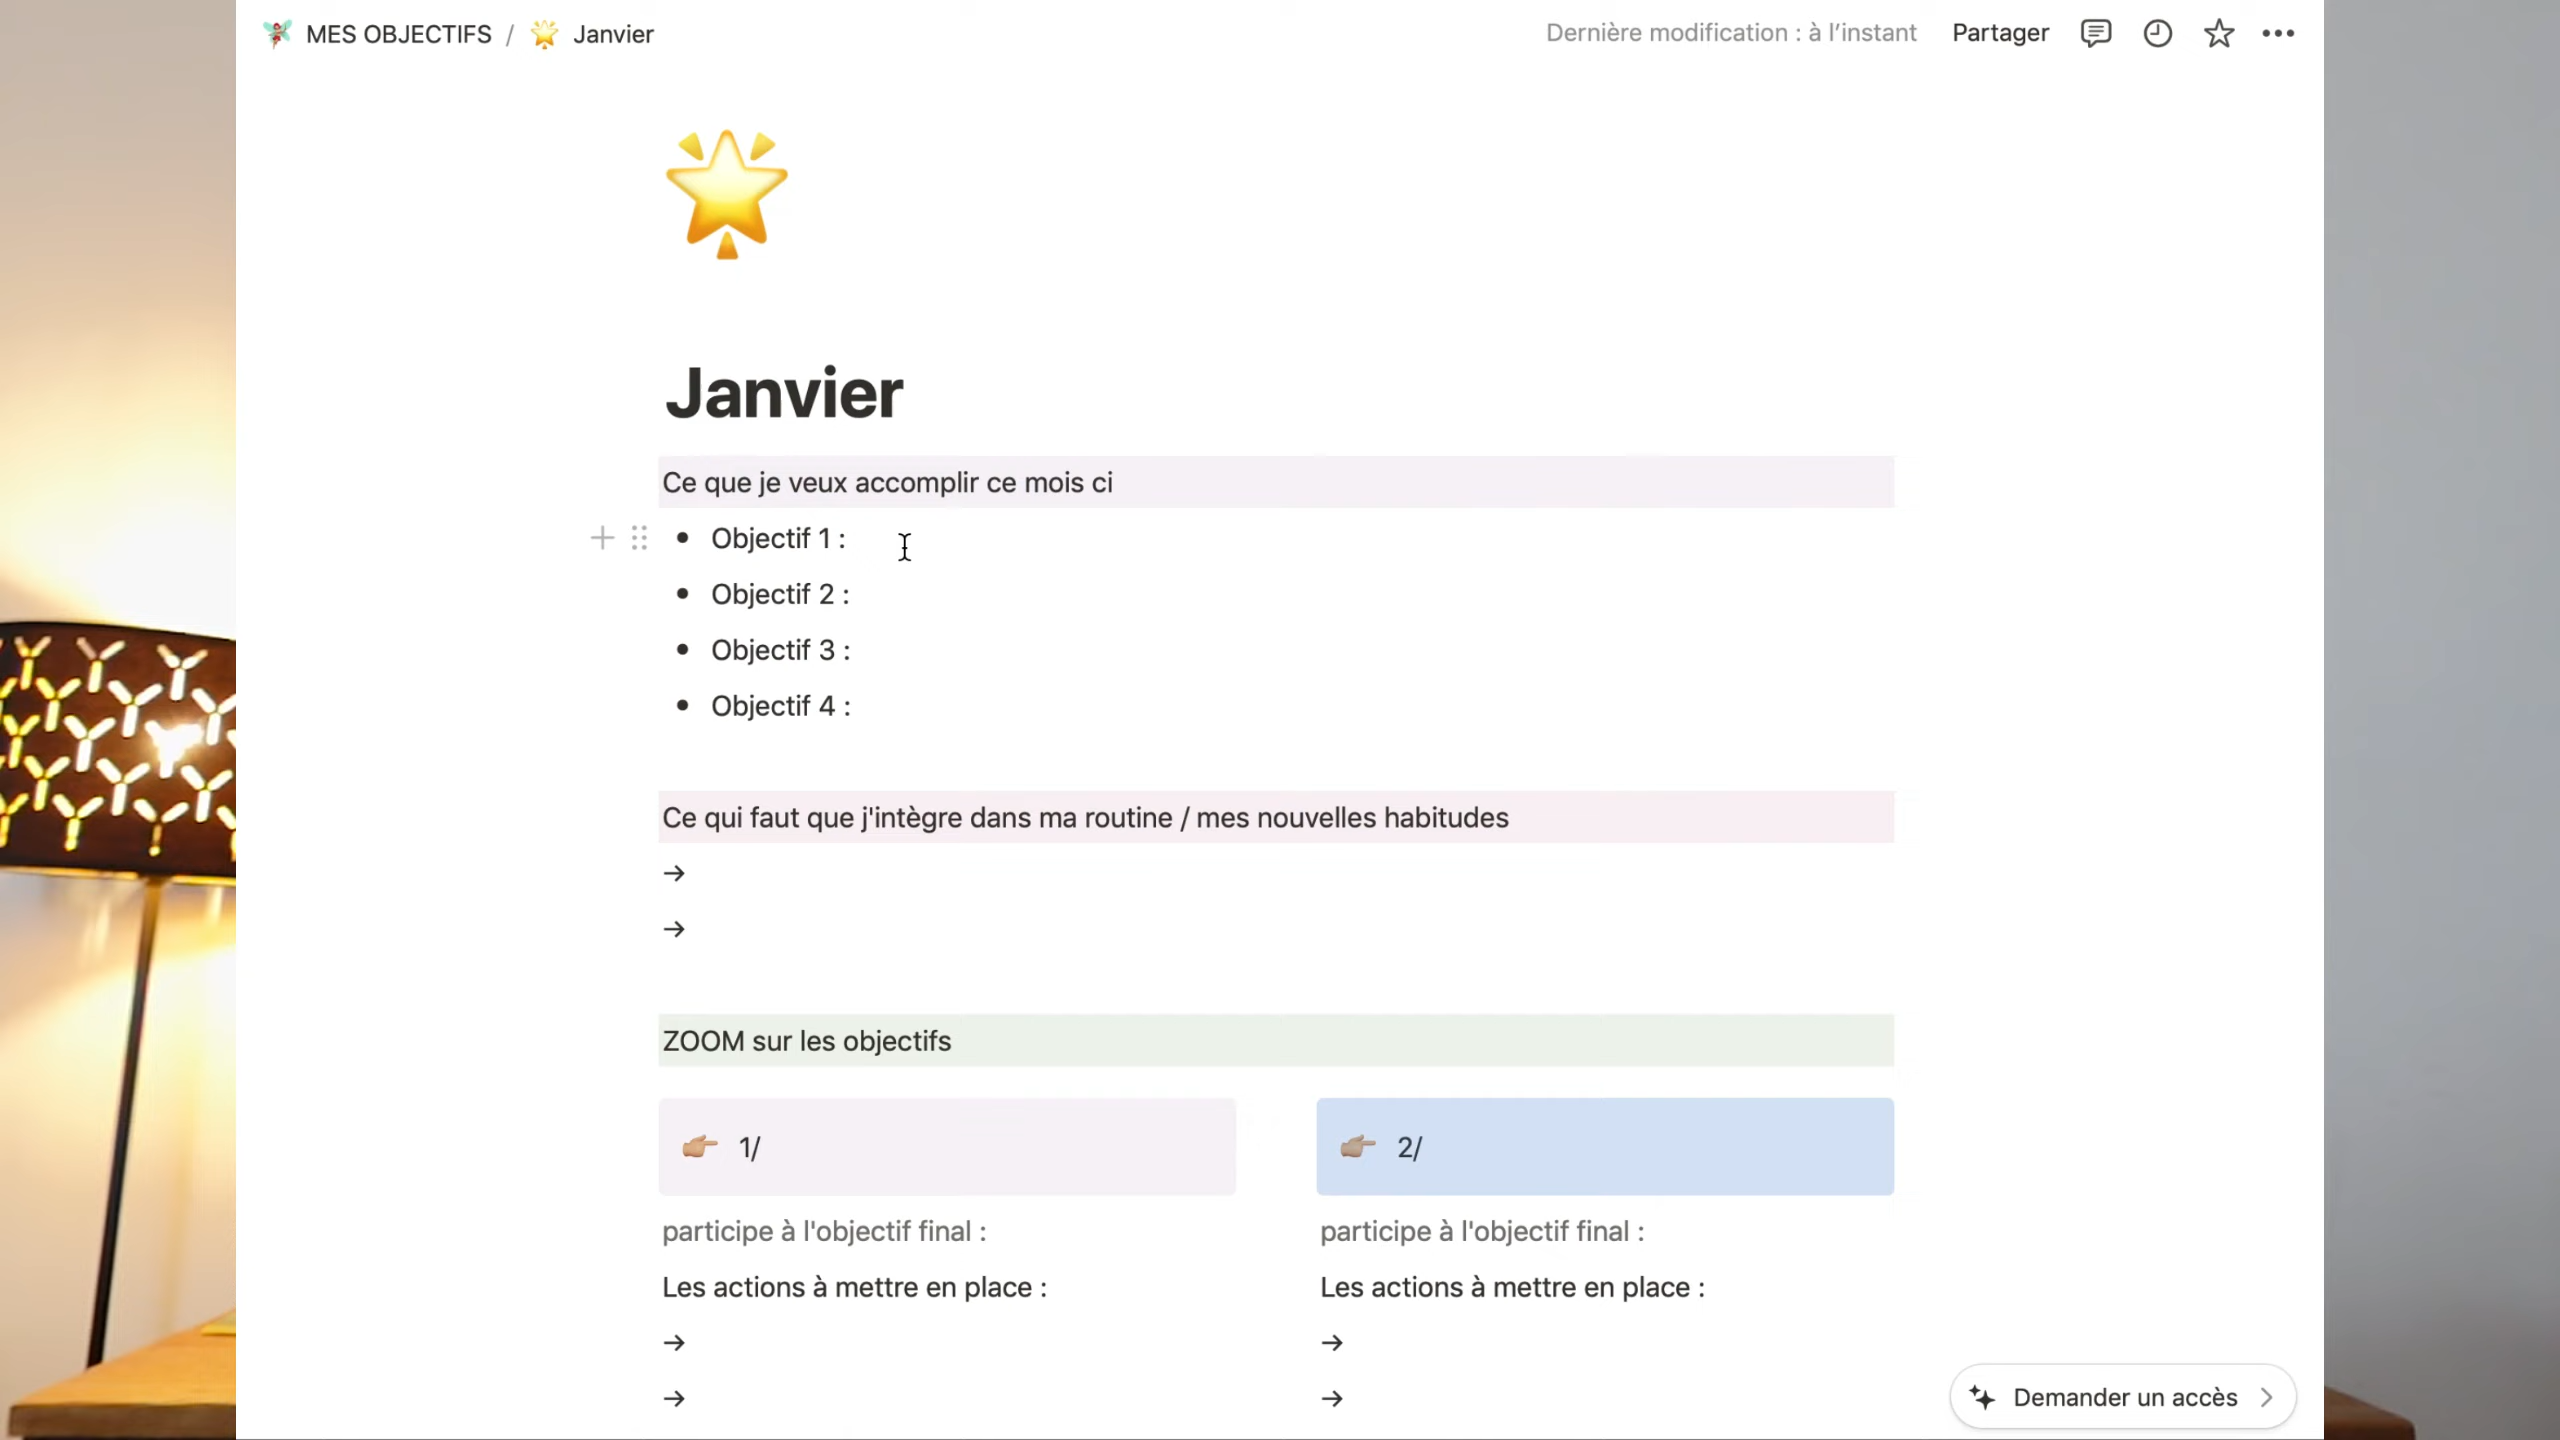 MES OBJECTIFS / Janvier
Dernière modification : à l’instant
Partager
Janvier
Ce que je veux accomplir ce mois ci
Objectif 1 :
Objectif 2 :
Objectif 3 :
Objectif 4 :
Ce qui faut que j'intègre dans ma routine / mes nouvelles habitudes
→
→
ZOOM sur les objectifs
1/
participe à l'objectif final :
Les actions à mettre en place :
→
→
2/
participe à l'objectif final :
Les actions à mettre en place :
→
→
Demander un accès